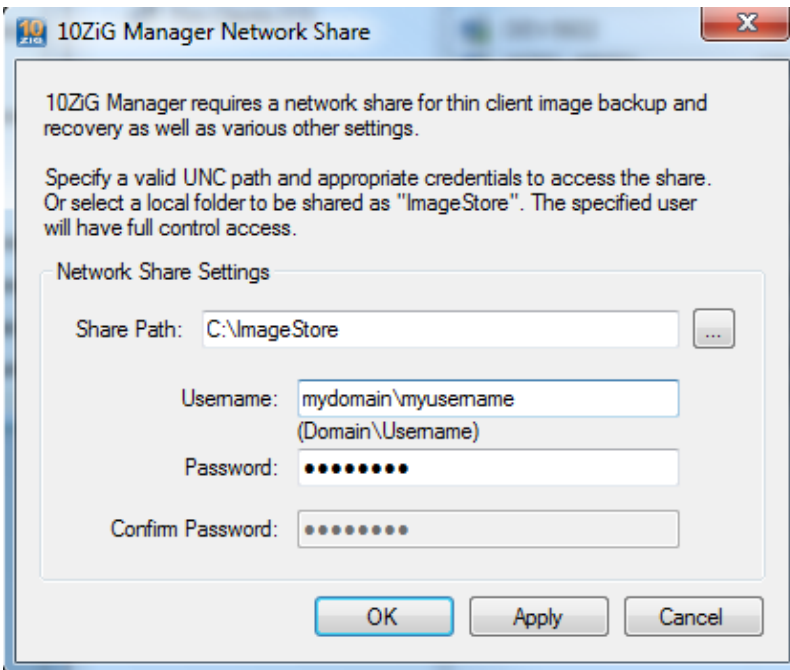 10ZiG
10ZiG Manager Network Share
10ZiG Manager requires a network share for thin client image backup and
recovery as well as various other settings.
Specify a valid UNC path and appropriate credentials to access the share.
Or select a local folder to be shared as "ImageStore". The specified user
will have full control access.
Network Share Settings
Share Path: C:\ImageStore ...
Username: mydomain\myusername
(Domain\Username)
Password: ●●●●●●●●
Confirm Password: ●●●●●●●●
OK Apply Cancel